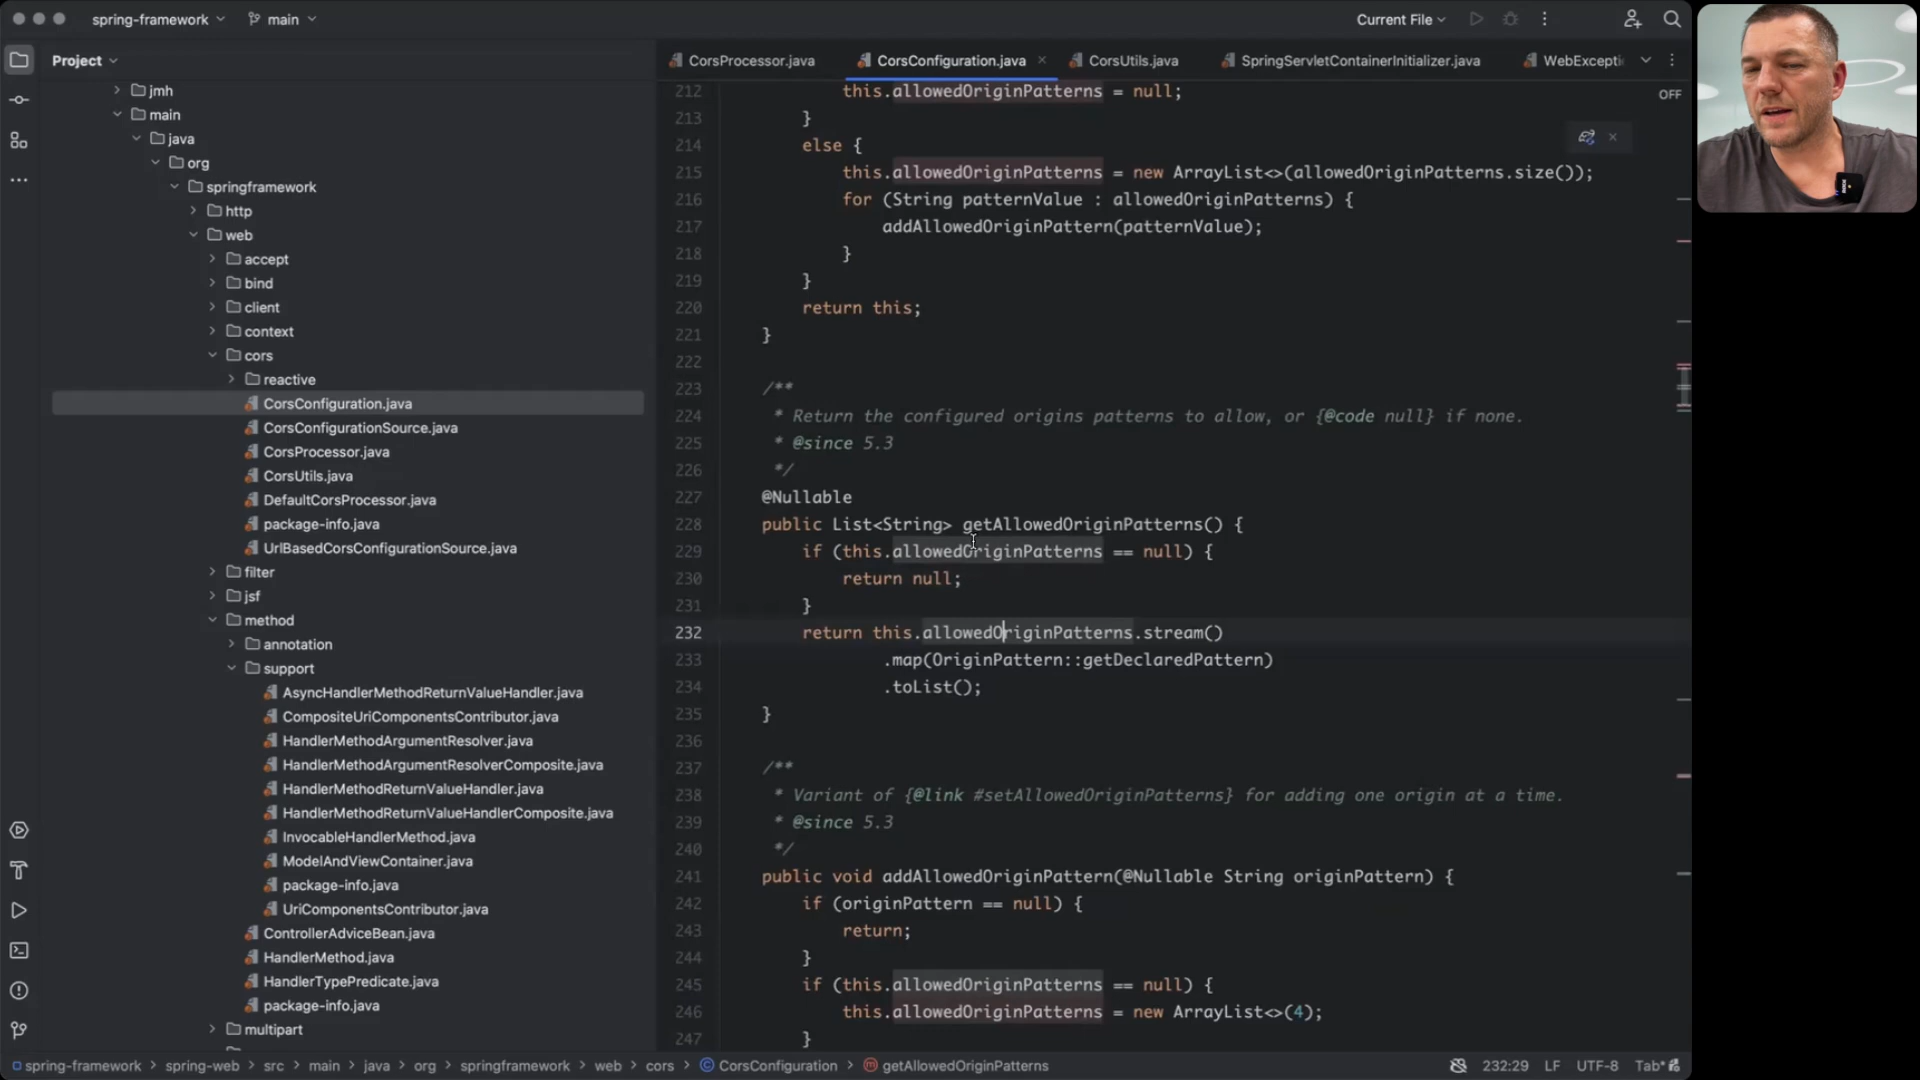 spring-framework
main
Current File
Project
CorsProcessor.java
CorsConfiguration.java
CorsUtils.java
SpringServletContainerInitializer.java
WebExcepti
OFF
jmh
main
java
org
springframework
http
web
accept
bind
client
context
cors
reactive
CorsConfiguration.java
CorsConfigurationSource.java
CorsProcessor.java
CorsUtils.java
DefaultCorsProcessor.java
package-info.java
UrlBasedCorsConfigurationSource.java
filter
jsf
method
annotation
support
AsyncHandlerMethodReturnValueHandler.java
CompositeUriComponentsContributor.java
HandlerMethodArgumentResolver.java
HandlerMethodArgumentResolverComposite.java
HandlerMethodReturnValueHandler.java
HandlerMethodReturnValueHandlerComposite.java
InvocableHandlerMethod.java
ModelAndViewContainer.java
package-info.java
UriComponentsContributor.java
ControllerAdviceBean.java
HandlerMethod.java
HandlerTypePredicate.java
package-info.java
multipart
212 this.allowedOriginPatterns = null;
213 }
214 else {
215 this.allowedOriginPatterns = new ArrayList<>(allowedOriginPatterns.size());
216 for (String patternValue : allowedOriginPatterns) {
217 addAllowedOriginPattern(patternValue);
218 }
219 }
220 return this;
221 }
222
223 /**
224 * Return the configured origins patterns to allow, or {@code null} if none.
225 * @since 5.3
226 */
227 @Nullable
228 public List<String> getAllowedOriginPatterns() {
229 if (this.allowedOriginPatterns == null) {
230 return null;
231 }
232 return this.allowedOriginPatterns.stream()
233 .map(OriginPattern::getDeclaredPattern)
234 .toList();
235 }
236
237 /**
238 * Variant of {@link #setAllowedOriginPatterns} for adding one origin at a time.
239 * @since 5.3
240 */
241 public void addAllowedOriginPattern(@Nullable String originPattern) {
242 if (originPattern == null) {
243 return;
244 }
245 if (this.allowedOriginPatterns == null) {
246 this.allowedOriginPatterns = new ArrayList<>(4);
247 }
spring-framework spring-web src main java org springframework web cors CorsConfiguration getAllowedOriginPatterns
232:29 LF UTF-8 Tab*